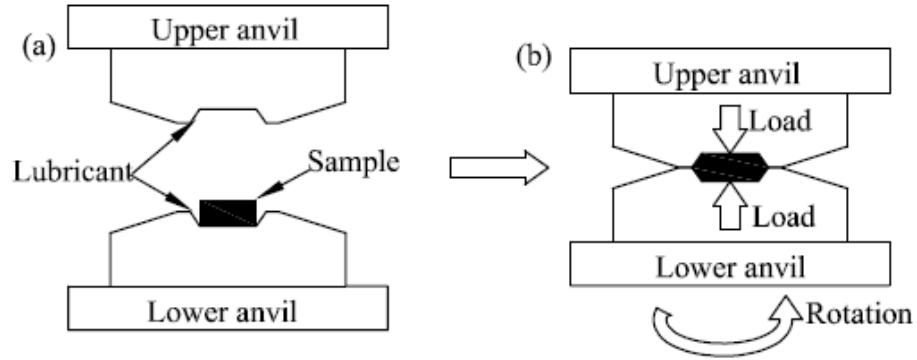 (a)
Upper anvil
Lubricant
Sample
Lower anvil
(b)
Upper anvil
Load
Load
Lower anvil
Rotation